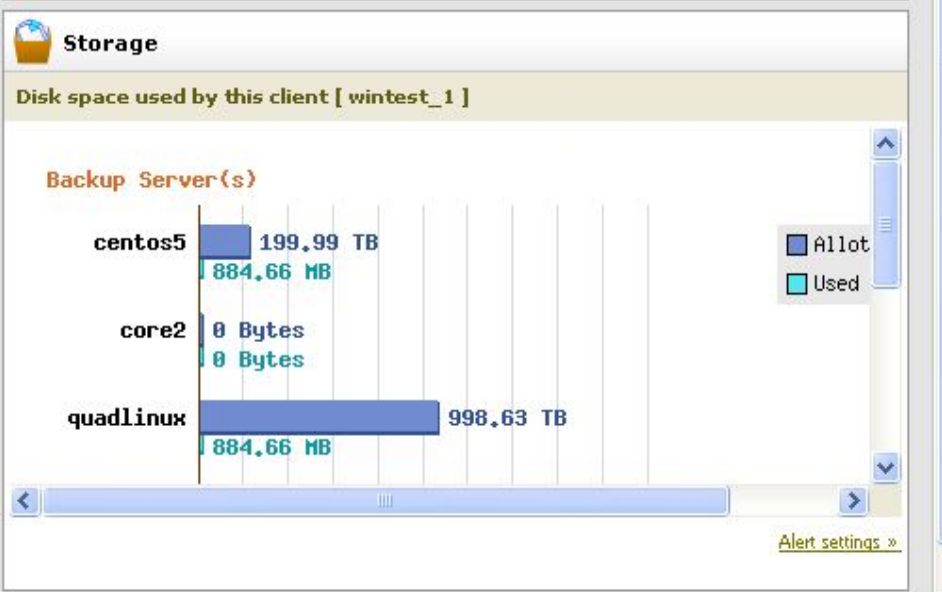 Storage
Disk space used by this client [ wintest_1 ]
Backup Server(s)
centos5 199.99 TB
884.66 MB
core2 0 Bytes
0 Bytes
quadlinux 998.63 TB
884.66 MB
Allot
Used
Alert settings »